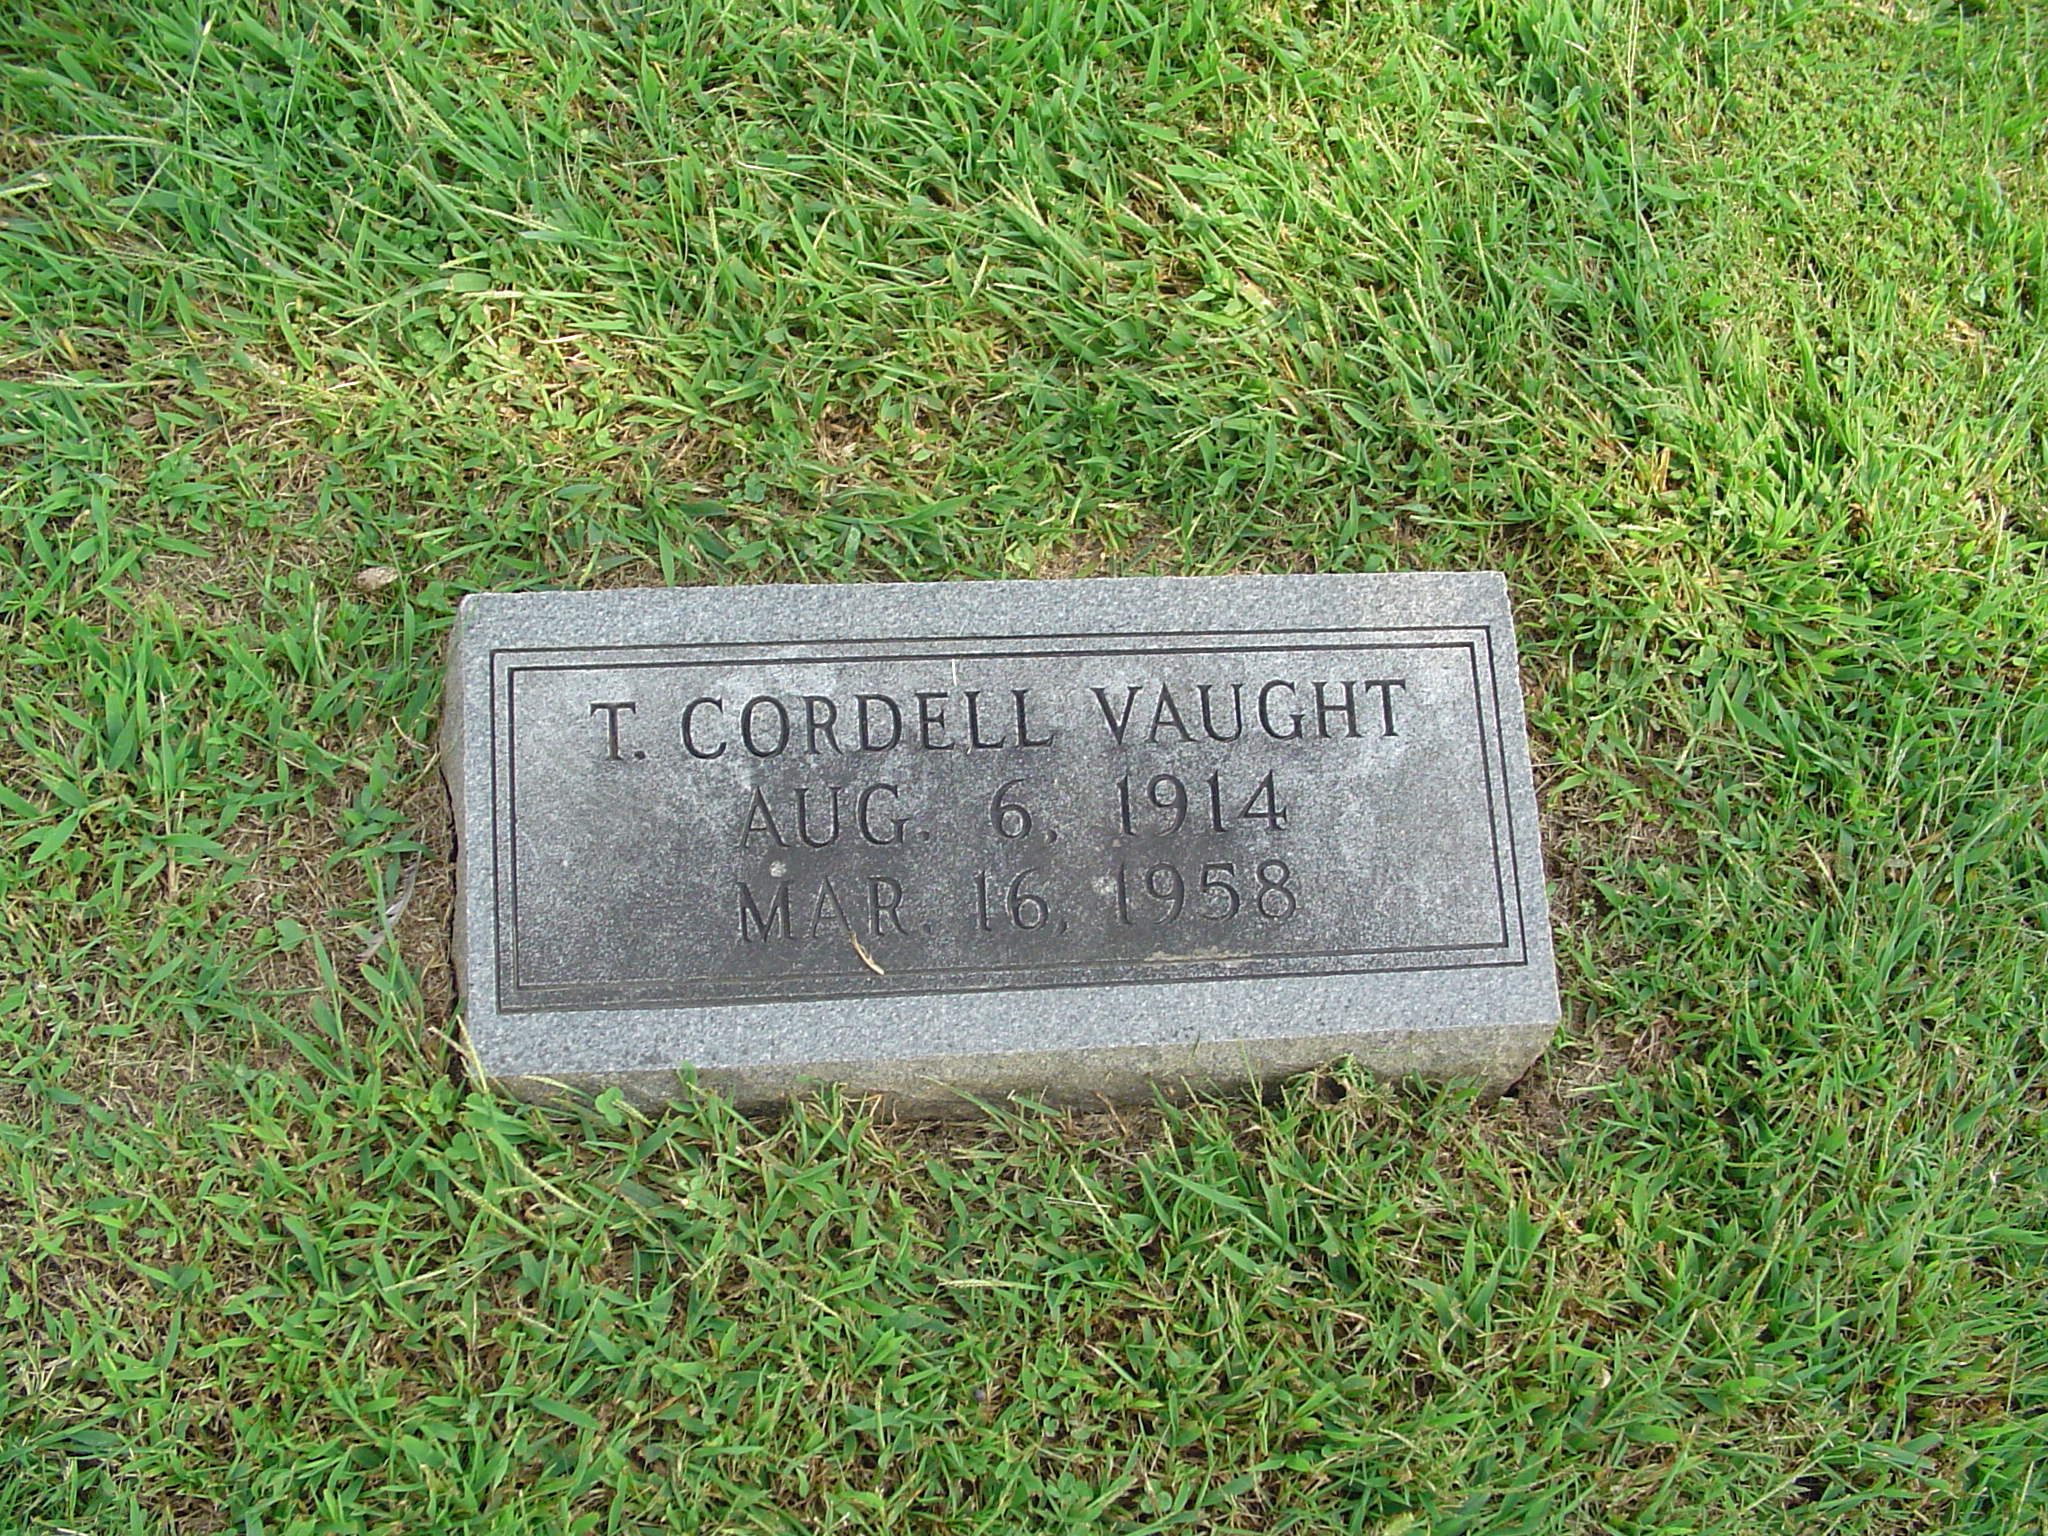 T. CORDELL VAUGHT
AUG. 6, 1914
MAR. 16, 1958